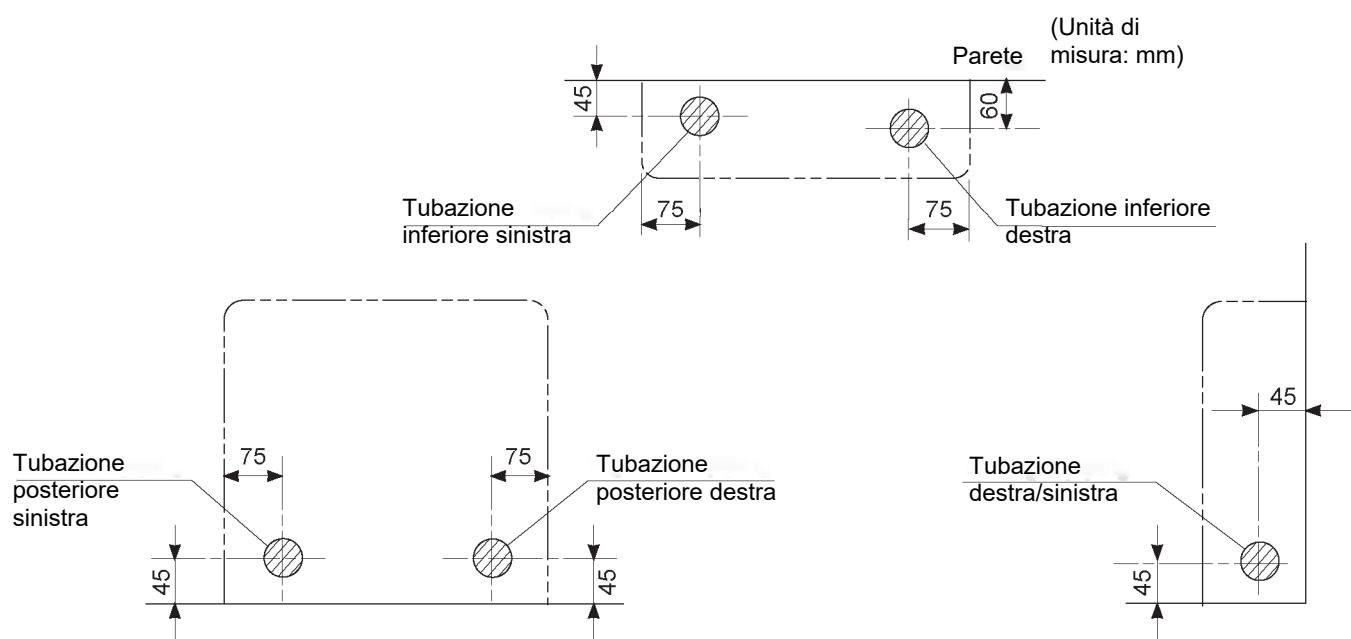 (Unità di
misura: mm)
Parete
45
60
75
75
Tubazione
inferiore sinistra
Tubazione inferiore
destra
45
75
75
Tubazione
posteriore
sinistra
Tubazione
posteriore destra
Tubazione
destra/sinistra
45
45
45